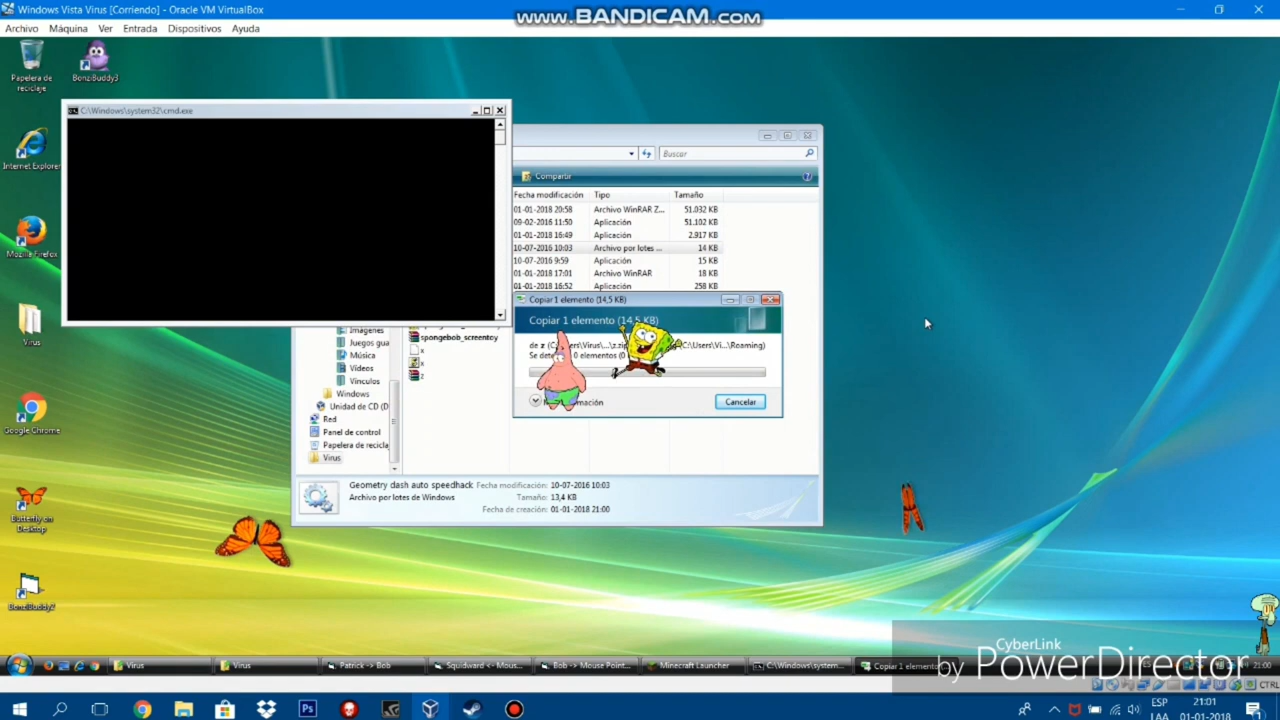 Windows Vista Virus [Corriendo] - Oracle VM VirtualBox
www.BANDICAM.com
Archivo Máquina Ver Entrada Dispositivos Ayuda
Papelera de reciclaje
BonziBuddy3
C:\Windows\system32\cmd.exe
Buscar
Internet Explorer
Compartir
Fecha modificación Tipo Tamaño
01-01-2018 20:58 Archivo WinRAR Z... 51.032 KB
09-02-2016 11:50 Aplicación 51.102 KB
01-01-2018 16:49 Aplicación 2.917 KB
10-07-2016 10:03 Archivo por lotes ... 14 KB
10-07-2016 9:59 Aplicación 15 KB
01-01-2018 17:01 Archivo WinRAR 18 KB
01-01-2018 16:52 Aplicación 258 KB
Mozilla Firefox
Copiar 1 elemento (14,5 KB)
Copiar 1 elemento (14,5 KB)
Imágenes
spongebob_screentoy
Juegos gua
x
Música
x
Vídeos
z
Vínculos
Virus
Windows
Unidad de CD (D
Cancelar
Red
Panel de control
Papelera de recicla
Virus
Google Chrome
Geometry dash auto speedhack Fecha modificación: 10-07-2016 10:03
Archivo por lotes de Windows Tamaño: 13,4 KB
Fecha de creación: 01-01-2018 21:00
Butterfly on Desktop
BonziBuddy2
CyberLink
by PowerDirector
Virus Virus Patrick -> Bob Squidward <- Mous... Bob -> Mouse Point... Minecraft Launcher C:\Windows\system... Copiar 1 elemento 21:00
CTRL
Ps
ESP 21:01
LAA 01-01-2018